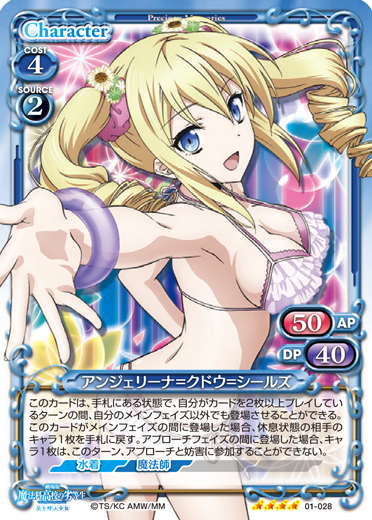 Precious Memories
Character
COST
4
SOURCE
2
50 AP
DP 40
アンジェリーナ=クドウ=シールズ
このカードは、手札にある状態で、自分がカードを2枚以上プレイしてい
るターンの間、自分のメインフェイズ以外でも登場させることができる。
このカードがメインフェイズの間に登場した場合、休息状態の相手の
キャラ1枚を手札に戻す。アプローチフェイズの間に登場した場合、キャ
ラ1枚は、このターン、アプローチと妨害に参加することができない。
水着 魔法師
劇場版
魔法科高校の劣等生
星を呼ぶ少女
©TS/KC AMW/MM
01-028